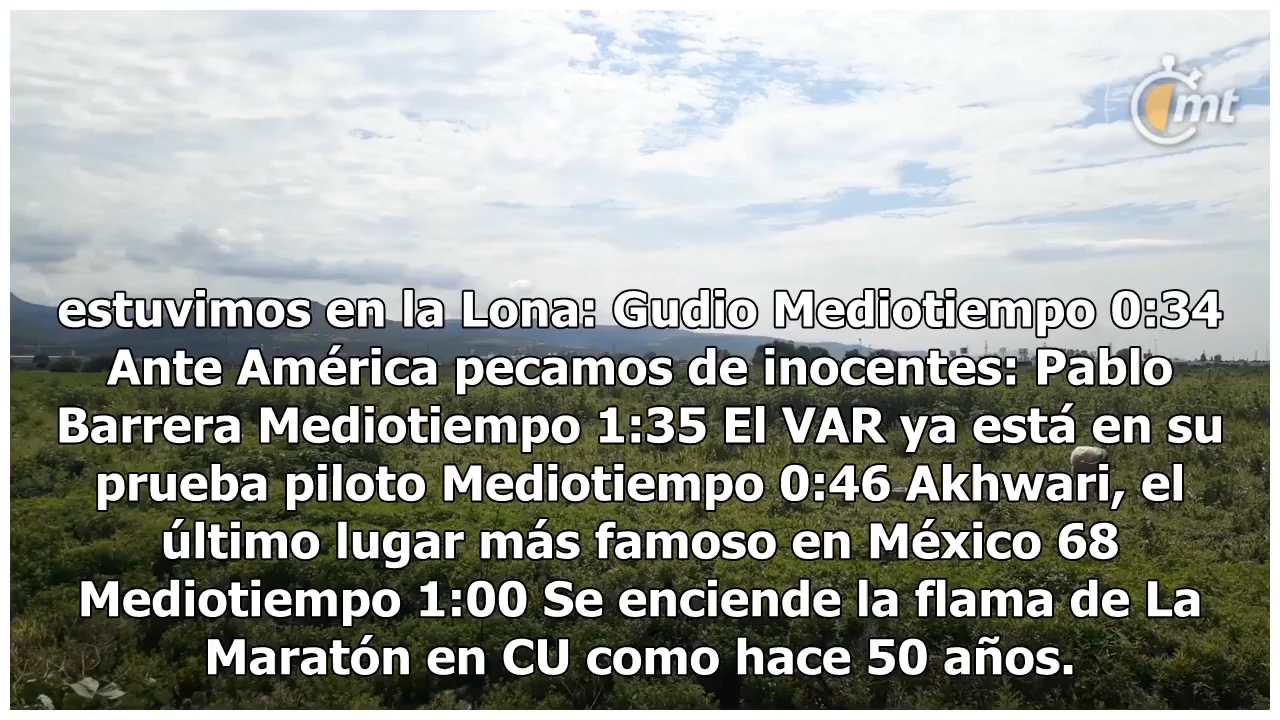 mt
estuvimos en la Lona: Gudio Mediotiempo 0:34
Ante América pecamos de inocentes: Pablo
Barrera Mediotiempo 1:35 El VAR ya está en su
prueba piloto Mediotiempo 0:46 Akhwari, el
último lugar más famoso en México 68
Mediotiempo 1:00 Se enciende la flama de La
Maratón en CU como hace 50 años.